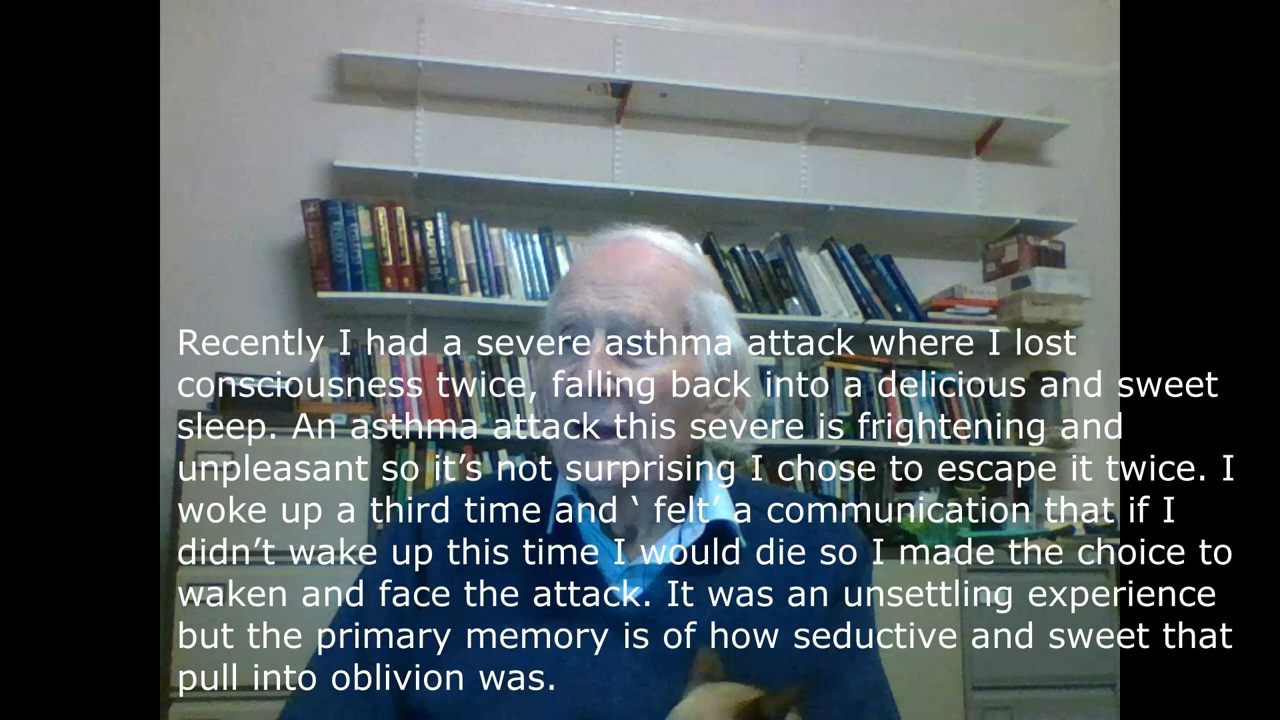 Recently I had a severe asthma attack where I lost
consciousness twice, falling back into a delicious and sweet
sleep. An asthma attack this severe is frightening and
unpleasant so it’s not surprising I chose to escape it twice. I
woke up a third time and ‘ felt’ a communication that if I
didn’t wake up this time I would die so I made the choice to
waken and face the attack. It was an unsettling experience
but the primary memory is of how seductive and sweet that
pull into oblivion was.